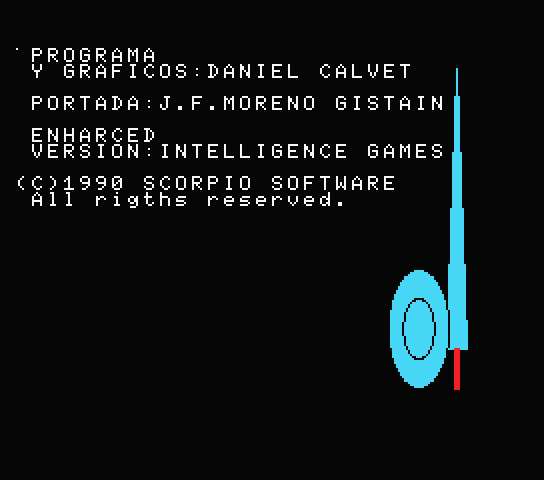 PROGRAMA
Y GRAFICOS:DANIEL CALVET
PORTADA:J.F.MORENO GISTAIN
ENHARCED
VERSION:INTELLIGENCE GAMES
(C)1990 SCORPIO SOFTWARE
All rigths reserved.